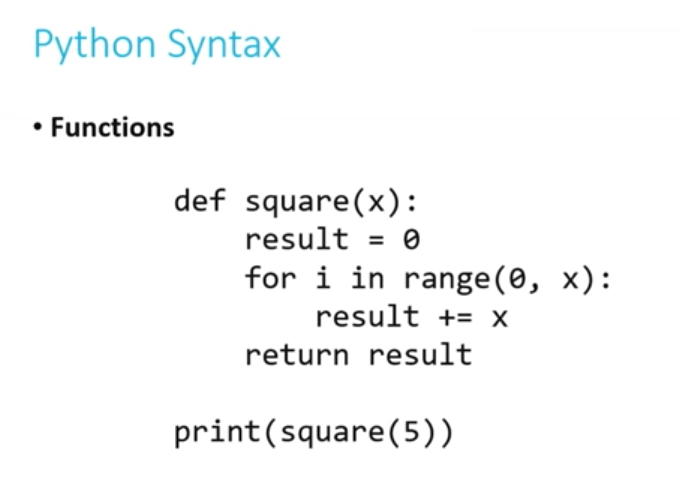 Python Syntax
• Functions
def square(x):
    result = 0
    for i in range(0, x):
        result += x
    return result
print(square(5))